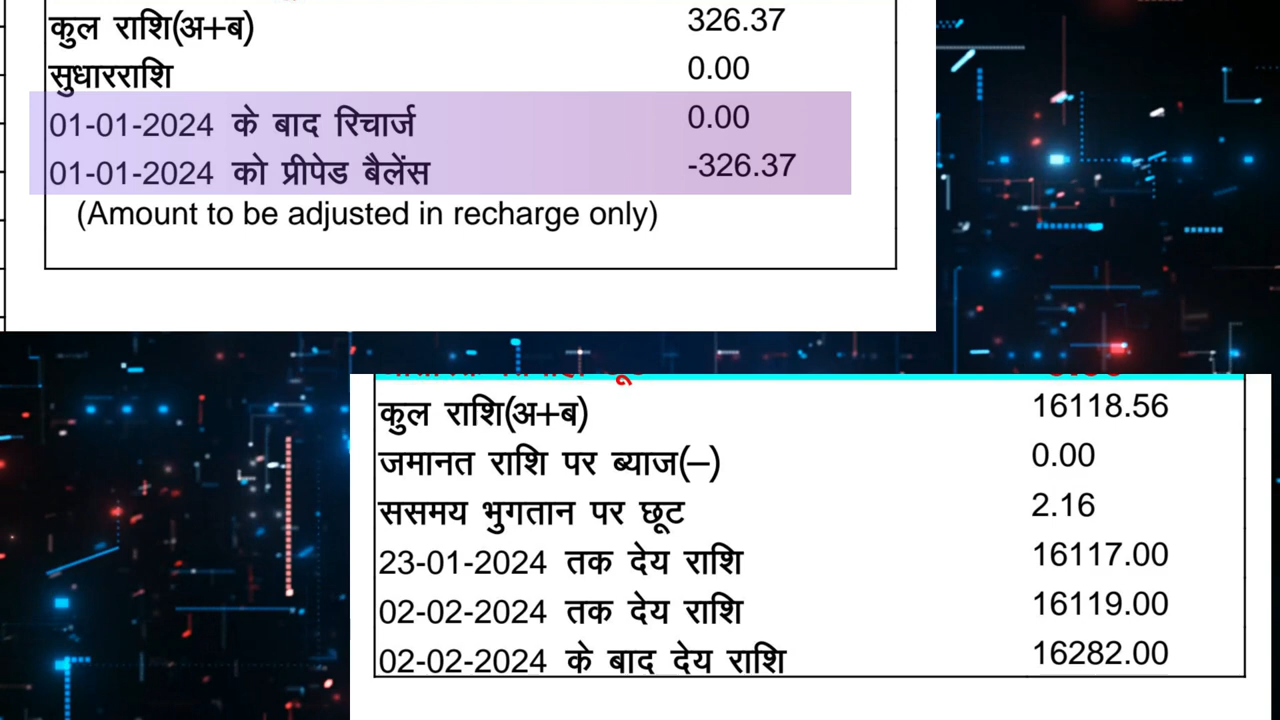 कुल राशि(अ+ब) 326.37
सुधारराशि 0.00
01-01-2024 के बाद रिचार्ज 0.00
01-01-2024 को प्रीपेड बैलेंस -326.37
(Amount to be adjusted in recharge only)
कुल राशि(अ+ब) 16118.56
जमानत राशि पर ब्याज(–) 0.00
ससमय भुगतान पर छूट 2.16
23-01-2024 तक देय राशि 16117.00
02-02-2024 तक देय राशि 16119.00
02-02-2024 के बाद देय राशि 16282.00